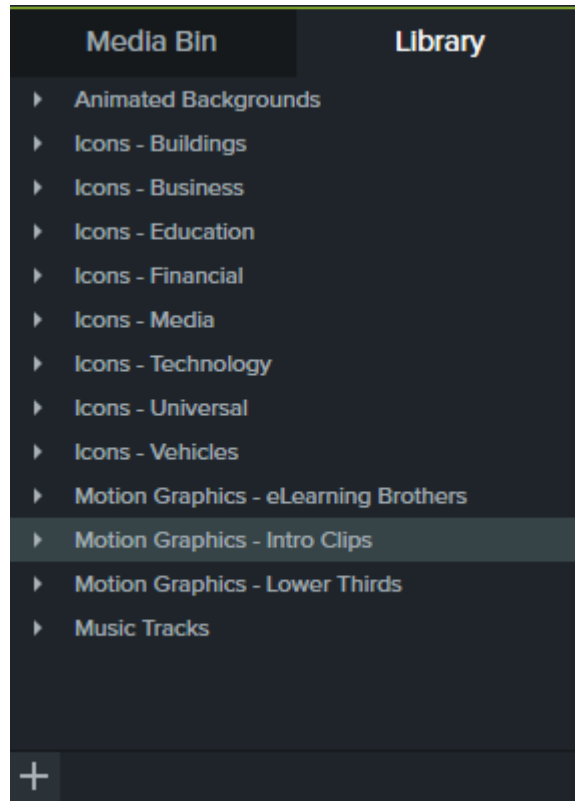 Media Bin Library
Animated Backgrounds
Icons - Buildings
Icons - Business
Icons - Education
Icons - Financial
Icons - Media
Icons - Technology
Icons - Universal
Icons - Vehicles
Motion Graphics - eLearning Brothers
Motion Graphics - Intro Clips
Motion Graphics - Lower Thirds
Music Tracks